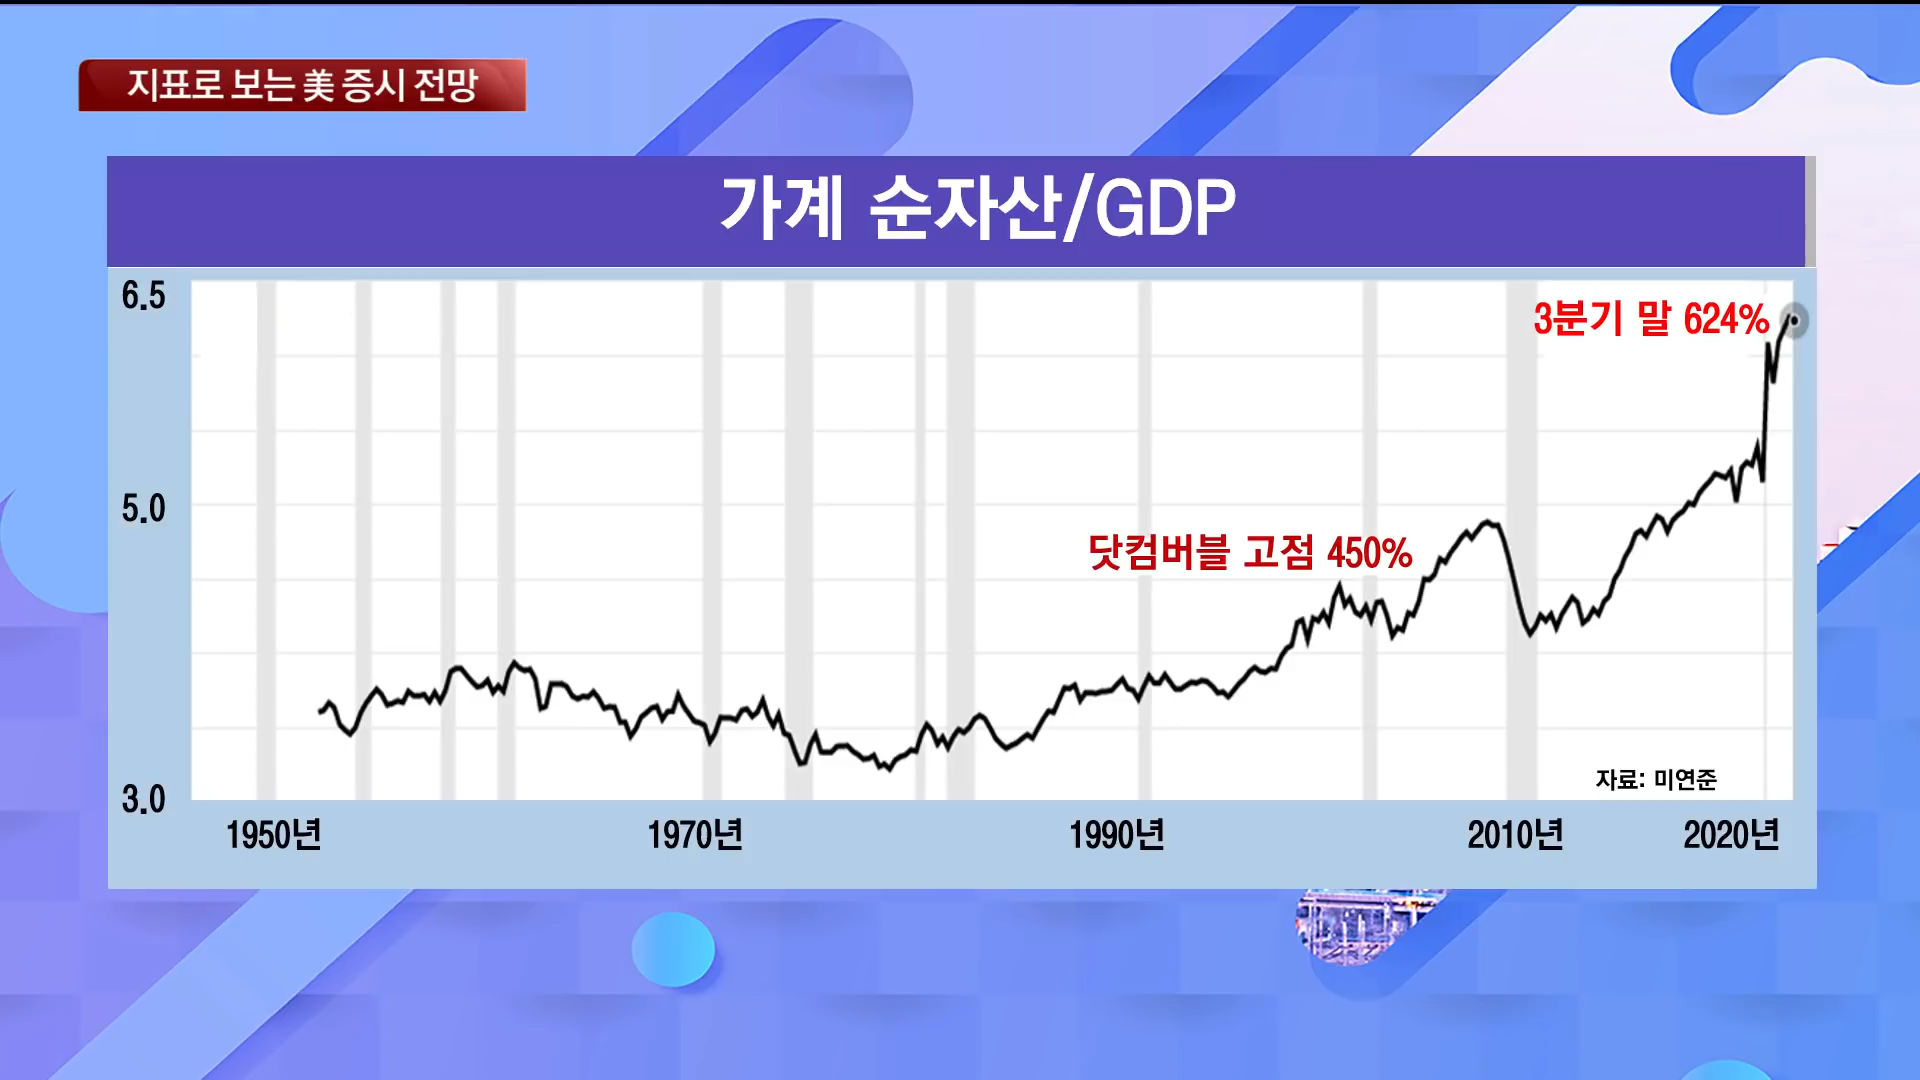 지표로 보는 美 증시 전망
가계 순자산/GDP
6.5
3분기 말 624%
5.0
닷컴버블 고점 450%
자료: 미연준
3.0
1950년 1970년 1990년 2010년 2020년